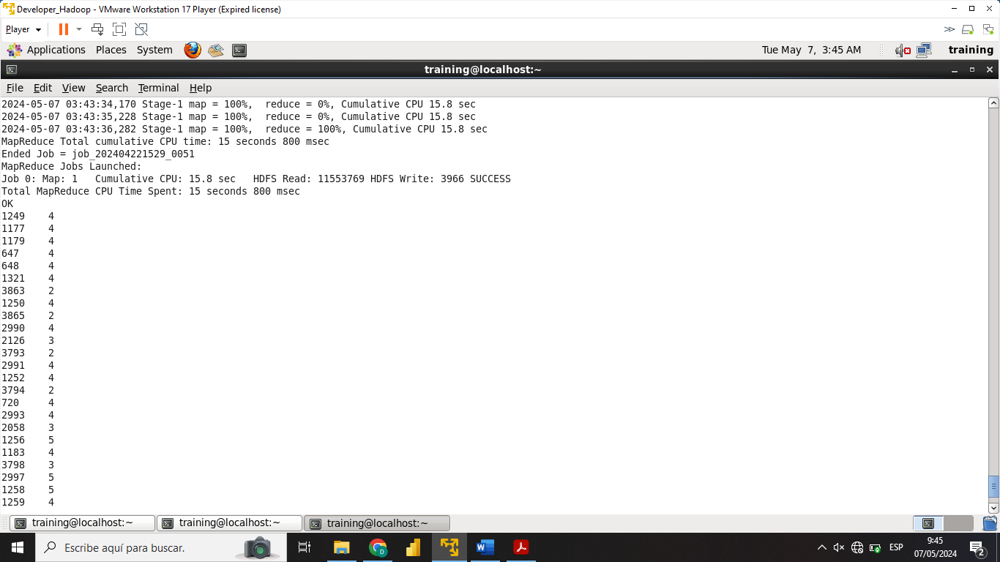 Developer_Hadoop - VMware Workstation 17 Player (Expired license)
Player
Applications Places System
Tue May 7, 3:45 AM
training
training@localhost:~
File Edit View Search Terminal Help
2024-05-07 03:43:34,170 Stage-1 map = 100%,  reduce = 0%, Cumulative CPU 15.8 sec
2024-05-07 03:43:35,228 Stage-1 map = 100%,  reduce = 0%, Cumulative CPU 15.8 sec
2024-05-07 03:43:36,282 Stage-1 map = 100%,  reduce = 100%, Cumulative CPU 15.8 sec
MapReduce Total cumulative CPU time: 15 seconds 800 msec
Ended Job = job_202404221529_0051
MapReduce Jobs Launched:
Job 0: Map: 1   Cumulative CPU: 15.8 sec   HDFS Read: 11553769 HDFS Write: 3966 SUCCESS
Total MapReduce CPU Time Spent: 15 seconds 800 msec
OK
1249    4
1177    4
1179    4
647     4
648     4
1321    4
3863    2
1250    4
3865    2
2990    4
2126    3
3793    2
2991    4
1252    4
3794    2
720     4
2993    4
2058    3
1256    5
1183    4
3798    3
2997    5
1258    5
1259    4
training@localhost:~ training@localhost:~ training@localhost:~
Escribe aquí para buscar.
ESP
9:45
07/05/2024
2